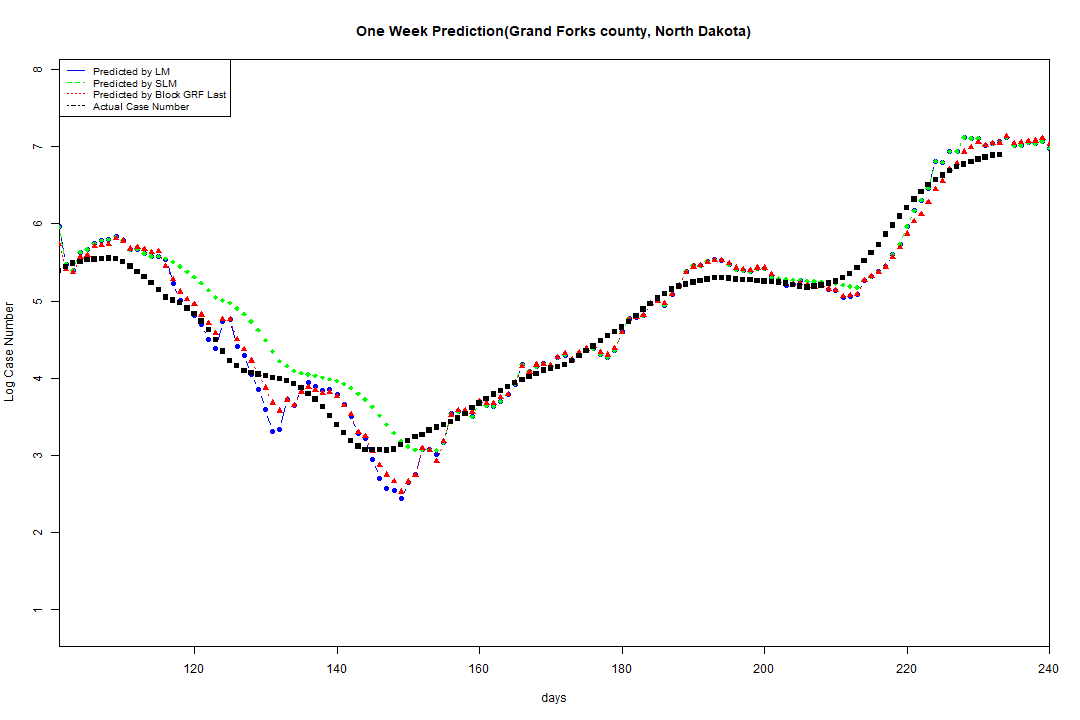 One Week Prediction(Grand Forks county, North Dakota)
Predicted by LM
Predicted by SLM
Predicted by Block GRF Last
Actual Case Number
8
7
6
5
4
3
2
1
Log Case Number
120 140 160 180 200 220 240
days